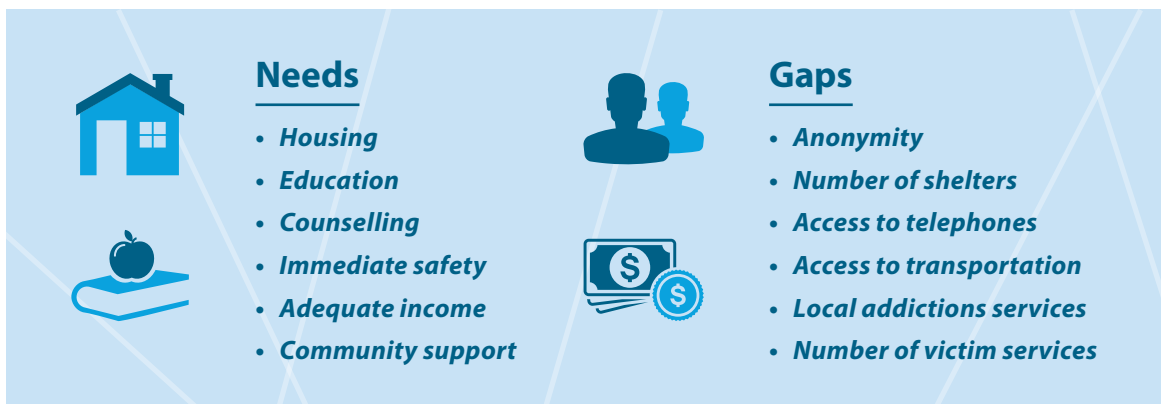 Needs
• Housing
• Education
• Counselling
• Immediate safety
• Adequate income
• Community support
Gaps
• Anonymity
• Number of shelters
• Access to telephones
• Access to transportation
• Local addictions services
• Number of victim services
$
$